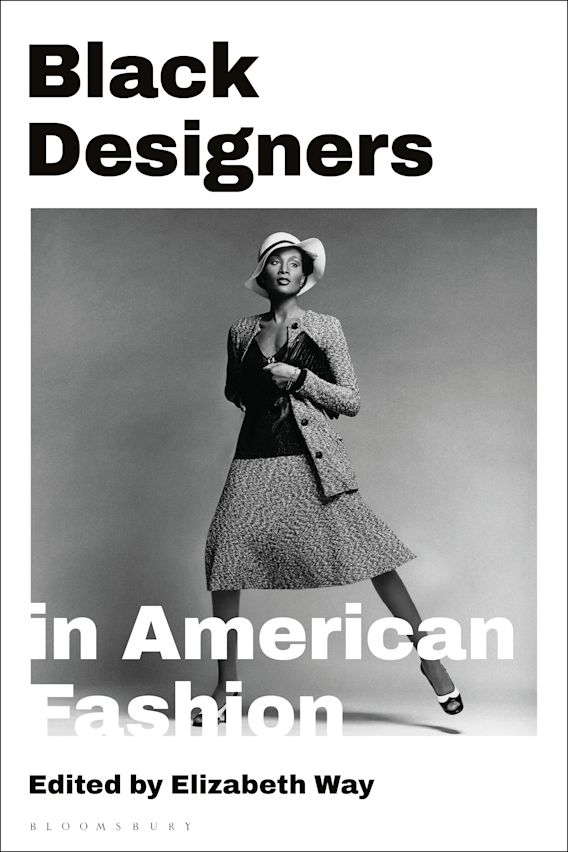 Black
Designers
in American
Fashion
Edited by Elizabeth Way
BLOOMSBURY